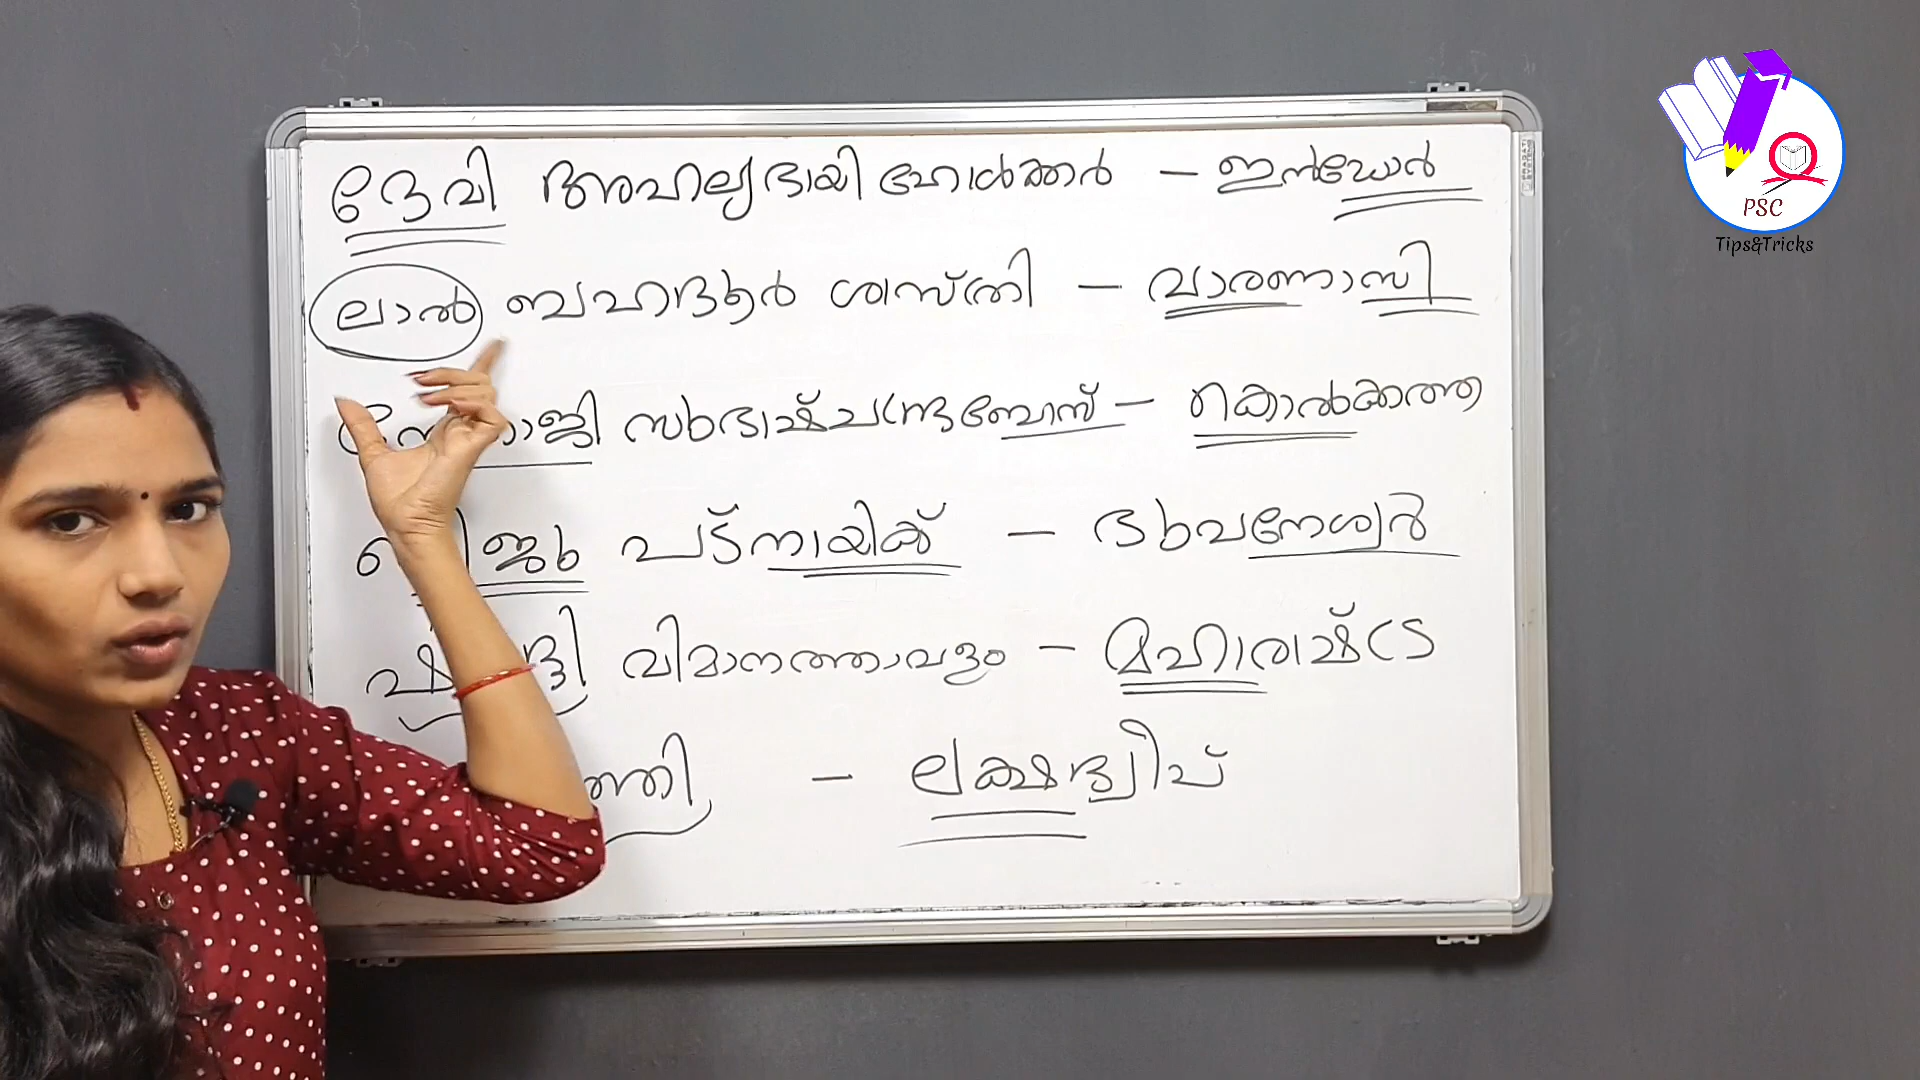 ദേവി അഹല്യഭായി ഹോൾക്കർ – ഇൻഡോർ
ലാൽ ബഹദൂർ ശാസ്ത്രി – വാരണാസി
സുഭാഷ്ചന്ദ്രബോസ് – കൊൽക്കത്ത
പട്നായിക് – ഭുവനേശ്വർ
വിമാനത്താവളം – മഹാരാഷ്ട്ര
– ലക്ഷദ്വീപ്
PSC
Tips&Tricks